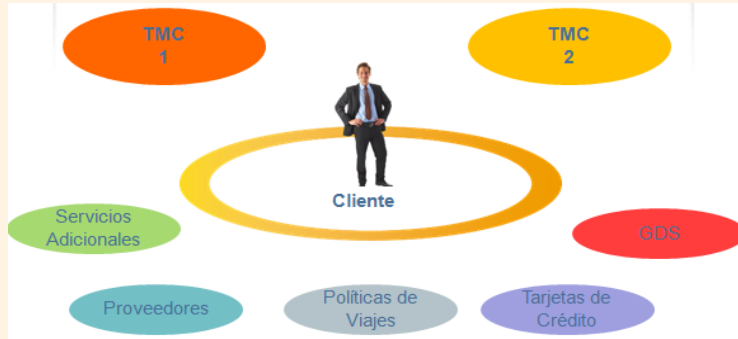 TMC
1
TMC
2
Cliente
Servicios
Adicionales
GDS
Proveedores
Políticas de
Viajes
Tarjetas de
Crédito